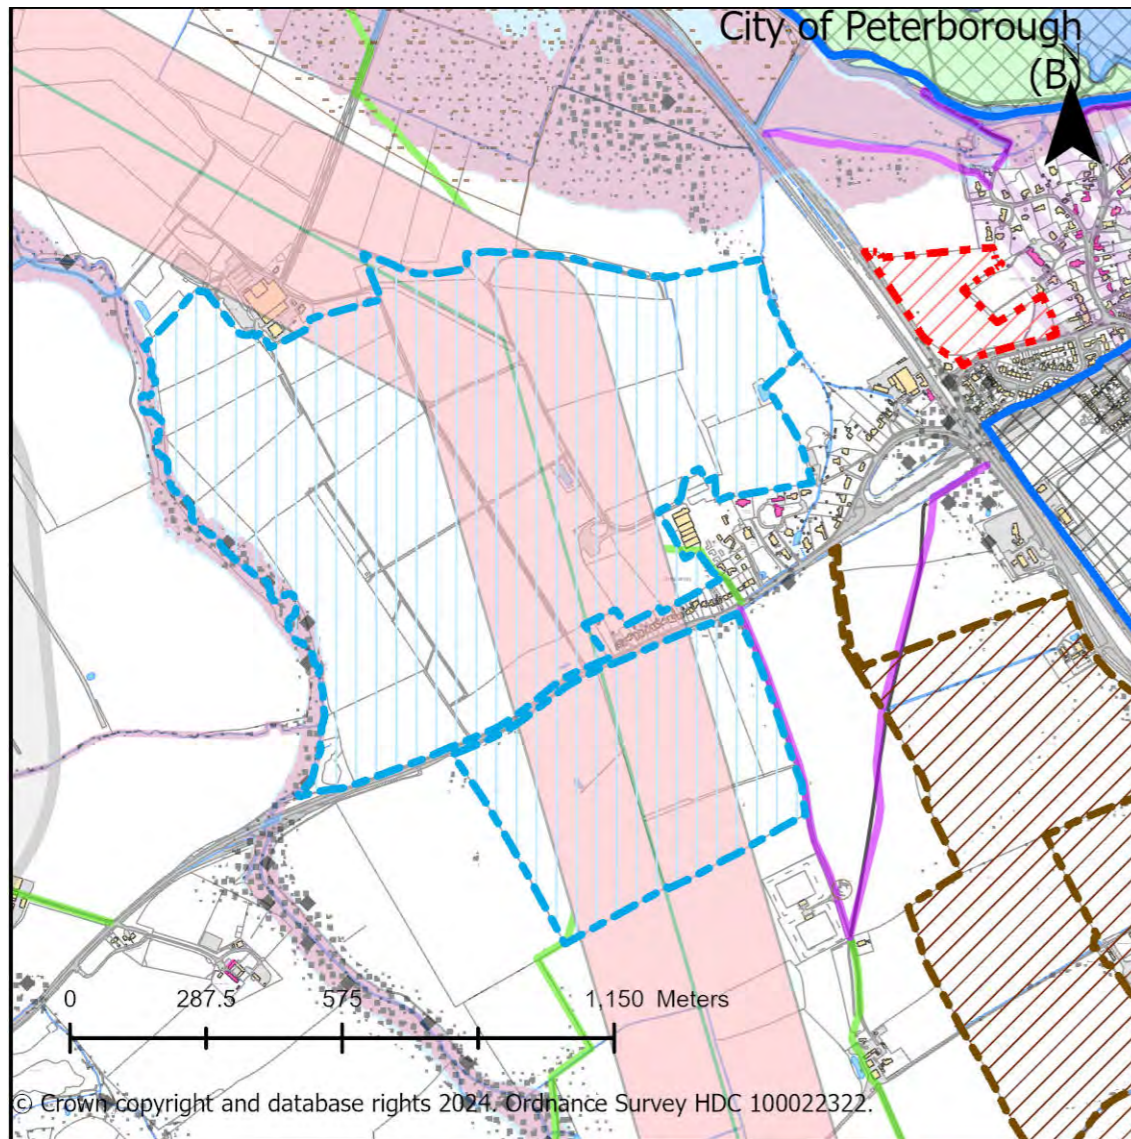 City of Peterborough
(B)
0 287.5 575 1,150 Meters
© Crown copyright and database rights 2024. Ordnance Survey HDC 100022322.